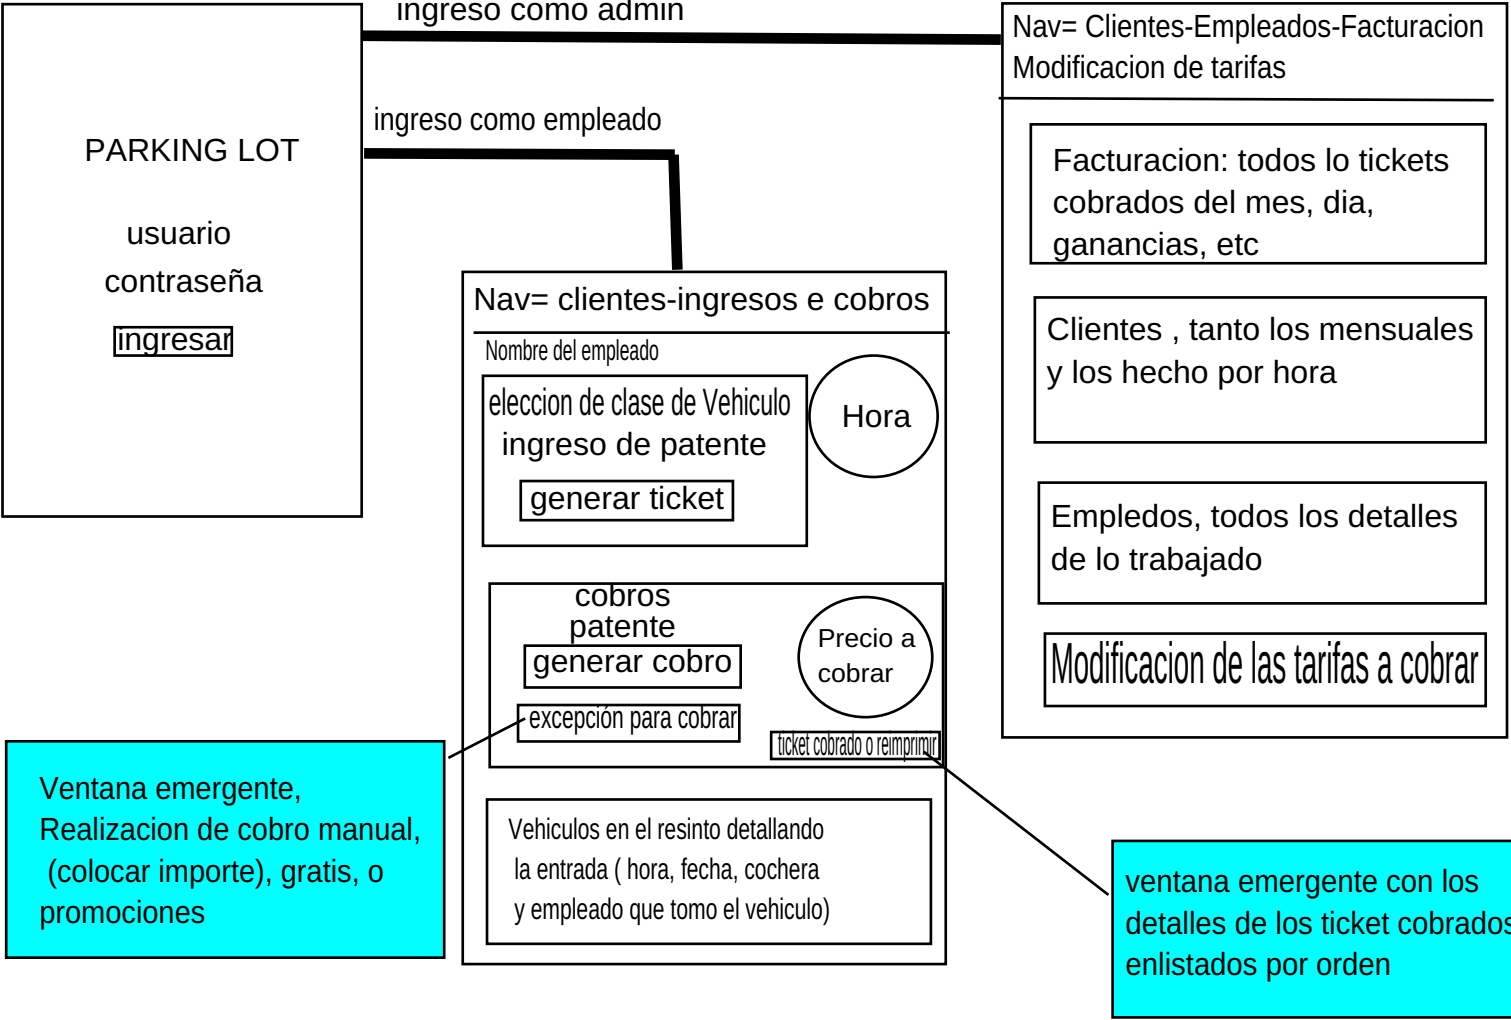 ingreso como admin
PARKING LOT
usuario
contraseña
ingresar
ingreso como empleado
Nav= clientes-ingresos e cobros
Nombre del empleado
eleccion de clase de Vehiculo
ingreso de patente
generar ticket
Hora
cobros
patente
generar cobro
excepción para cobrar
Precio a
cobrar
ticket cobrado o reimprimir
Vehiculos en el resinto detallando
la entrada ( hora, fecha, cochera
y empleado que tomo el vehiculo)
Ventana emergente,
Realizacion de cobro manual,
(colocar importe), gratis, o
promociones
Nav= Clientes-Empleados-Facturacion
Modificacion de tarifas
Facturacion: todos lo tickets
cobrados del mes, dia,
ganancias, etc
Clientes , tanto los mensuales
y los hecho por hora
Empledos, todos los detalles
de lo trabajado
Modificacion de las tarifas a cobrar
ventana emergente con los
detalles de los ticket cobrados
enlistados por orden